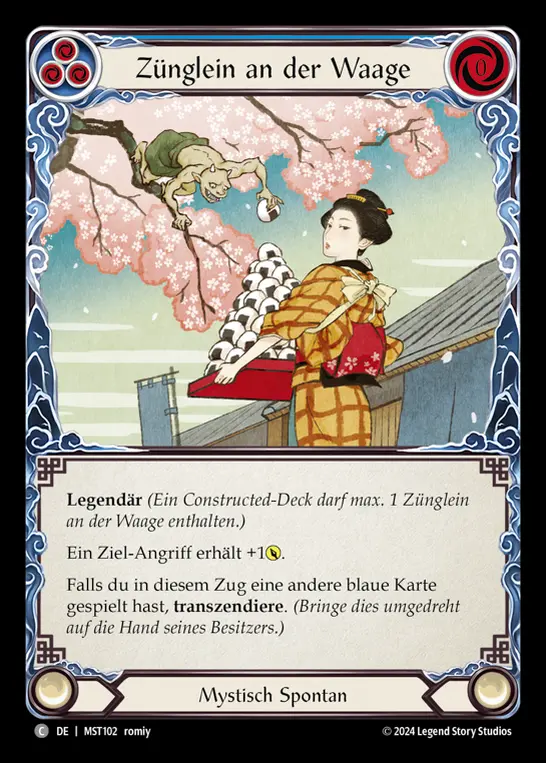 Zünglein an der Waage
0
Legendär (Ein Constructed-Deck darf max. 1 Zünglein
an der Waage enthalten.)
Ein Ziel-Angriff erhält +1.
Falls du in diesem Zug eine andere blaue Karte
gespielt hast, transzendiere. (Bringe dies umgedreht
auf die Hand seines Besitzers.)
Mystisch Spontan
C DE | MST102 romiy
© 2024 Legend Story Studios